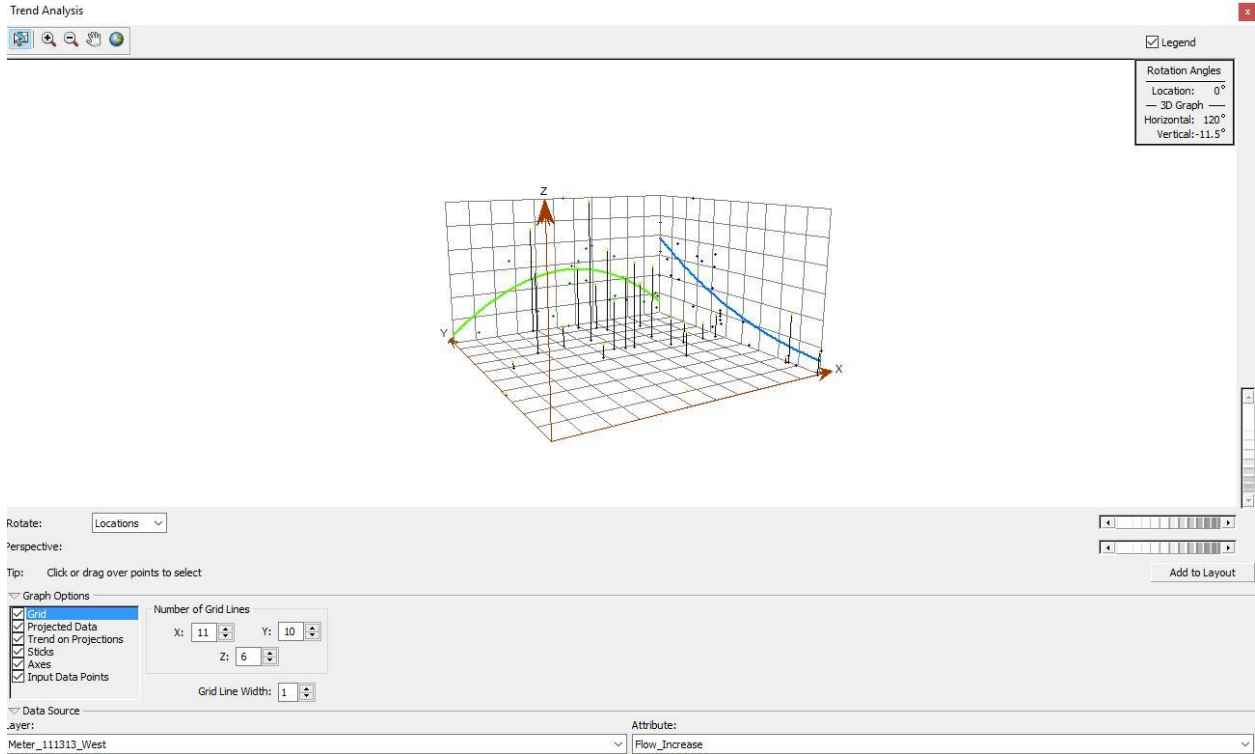 Trend Analysis
x
Legend
Rotation Angles
Location: 0°
3D Graph
Horizontal: 120°
Vertical:-11.5°
Z
Y
X
Rotate: Locations
Perspective:
Tip: Click or drag over points to select
Add to Layout
Graph Options
Grid
Projected Data
Trend on Projections
Sticks
Axes
Input Data Points
Number of Grid Lines
X: 11 Y: 10
Z: 6
Grid Line Width: 1
Data Source
Layer: Attribute:
Meter_111313_West Flow_Increase